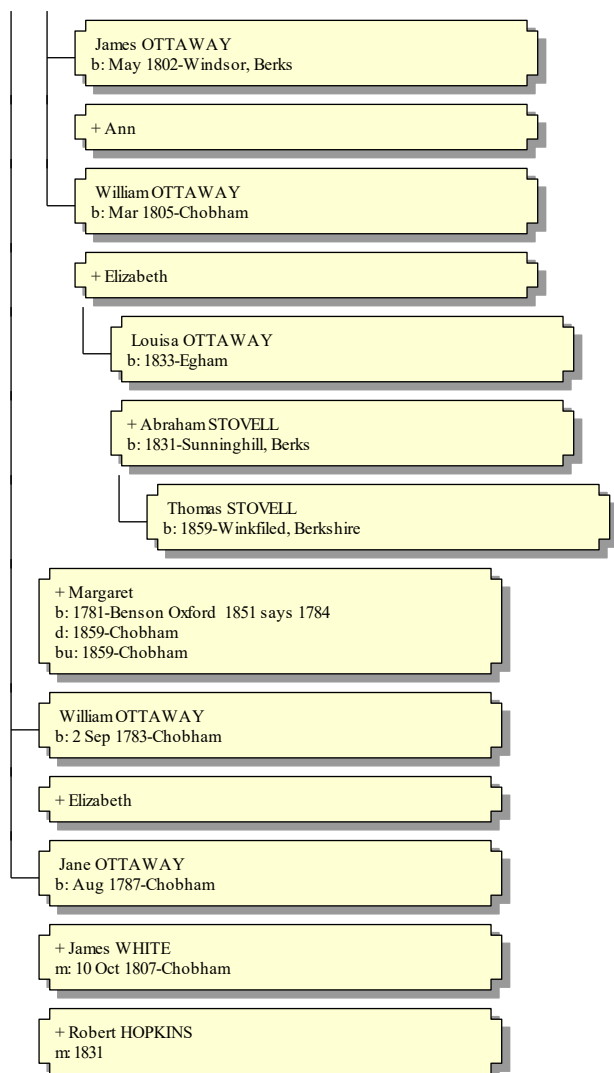 James OTTAWAY
b: May 1802-Windsor, Berks
+ Ann
William OTTAWAY
b: Mar 1805-Chobham
+ Elizabeth
Louisa OTTAWAY
b: 1833-Egham
+ Abraham STOVELL
b: 1831-Sunninghill, Berks
Thomas STOVELL
b: 1859-Winkfiled, Berkshire
+ Margaret
b: 1781-Benson Oxford 1851 says 1784
d: 1859-Chobham
bu: 1859-Chobham
William OTTAWAY
b: 2 Sep 1783-Chobham
+ Elizabeth
Jane OTTAWAY
b: Aug 1787-Chobham
+ James WHITE
m: 10 Oct 1807-Chobham
+ Robert HOPKINS
m: 1831